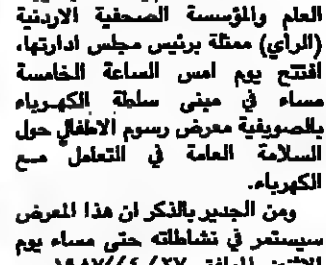 العام والمؤسسة الصحفية الاردنية
(الرأي) ممثلة برئيس مجلس ادارتها،
افتتح يوم امس الساعة الخامسة
مساء في مبنى سلطة الكهرباء
بالصويفية معرض رسوم الاطفال حول
السلامة العامة في التعامل مع
الكهرباء.
ومن الجدير بالذكر ان هذا المعرض
سيستمر في نشاطاته حتى مساء يوم